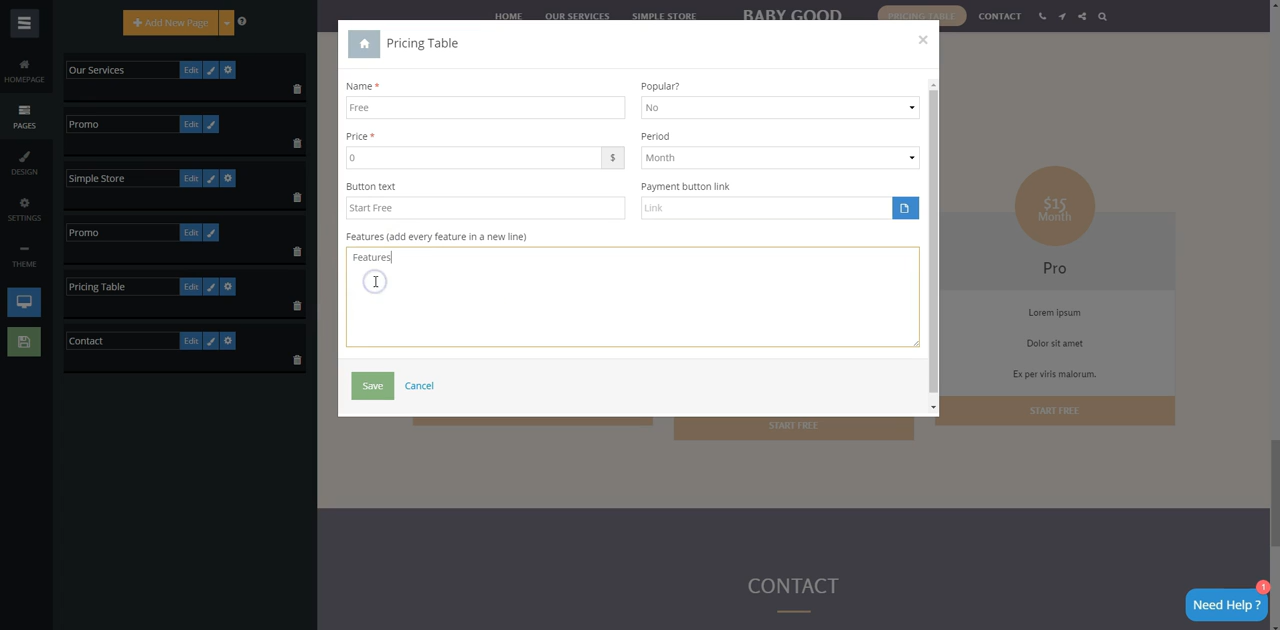 Add New Page
HOME OUR SERVICES SIMPLE STORE BABY GOOD PRICING TABLE CONTACT
Pricing Table
HOMEPAGE
PAGES
DESIGN
SETTINGS
THEME
Our Services Edit
Promo Edit
Simple Store Edit
Promo Edit
Pricing Table Edit
Contact Edit
Name * Popular?
Free No
Price * Period
0 $ Month
Button text Payment button link
Start Free Link
Features (add every feature in a new line)
Features
Save Cancel
$15
Month
Pro
Lorem ipsum
Dolor sit amet
Ex per viris maiorum.
START FREE
START FREE
CONTACT
1
Need Help ?